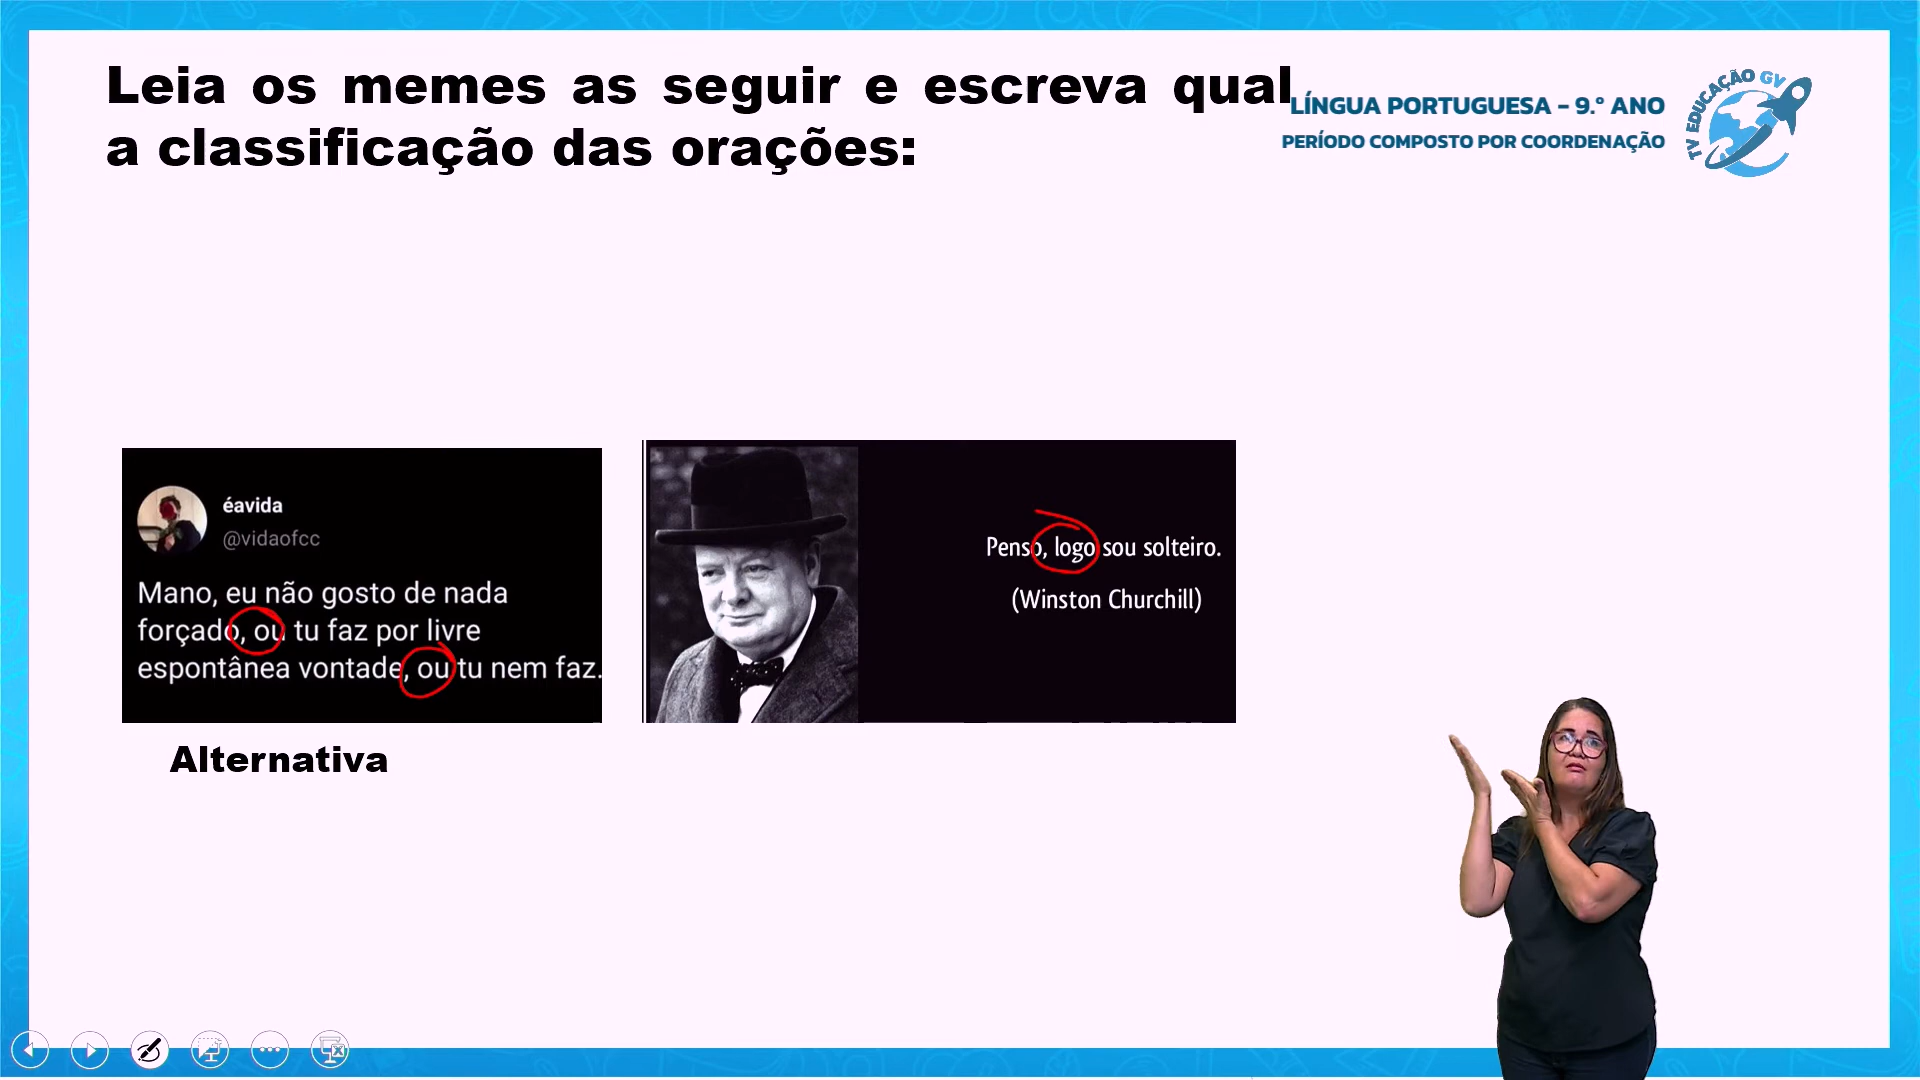 Leia os memes as seguir e escreva qual
a classificação das orações:
LÍNGUA PORTUGUESA - 9.º ANO
PERÍODO COMPOSTO POR COORDENAÇÃO
TV EDUCAÇÃO GV
éavida
@vidaofcc
Mano, eu não gosto de nada
forçado, ou tu faz por livre
espontânea vontade, ou tu nem faz.
Penso, logo sou solteiro.
(Winston Churchill)
Alternativa